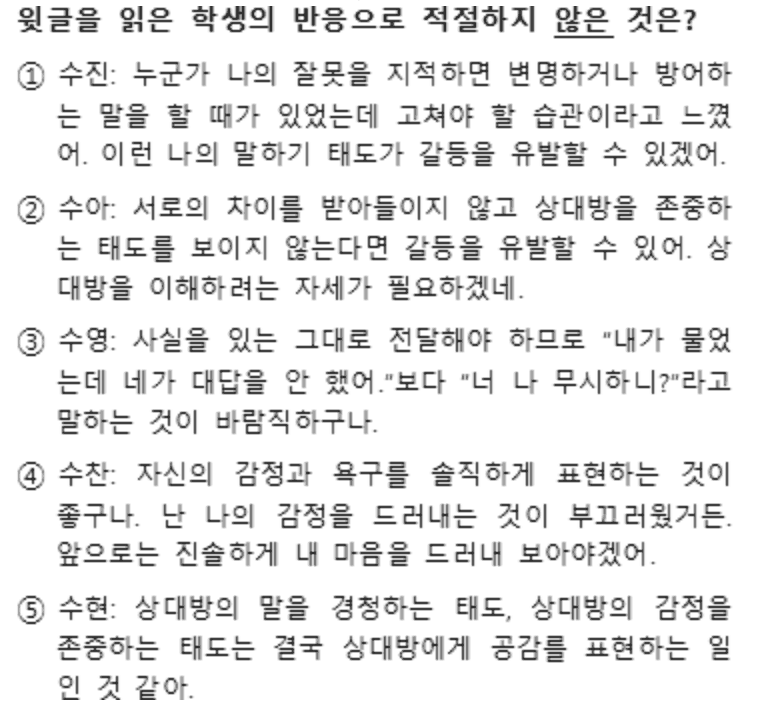 윗글을 읽은 학생의 반응으로 적절하지 않은 것은?
① 수진: 누군가 나의 잘못을 지적하면 변명하거나 방어하
는 말을 할 때가 있었는데 고쳐야 할 습관이라고 느꼈
어. 이런 나의 말하기 태도가 갈등을 유발할 수 있겠어.
② 수아: 서로의 차이를 받아들이지 않고 상대방을 존중하
는 태도를 보이지 않는다면 갈등을 유발할 수 있어. 상
대방을 이해하려는 자세가 필요하겠네.
③ 수영: 사실을 있는 그대로 전달해야 하므로 "내가 물었
는데 네가 대답을 안 했어."보다 "너 나 무시하니?"라고
말하는 것이 바람직하구나.
④ 수찬: 자신의 감정과 욕구를 솔직하게 표현하는 것이
좋구나. 난 나의 감정을 드러내는 것이 부끄러웠거든.
앞으로는 진솔하게 내 마음을 드러내 보아야겠어.
⑤ 수현: 상대방의 말을 경청하는 태도, 상대방의 감정을
존중하는 태도는 결국 상대방에게 공감를 표현하는 일
인 것 같아.